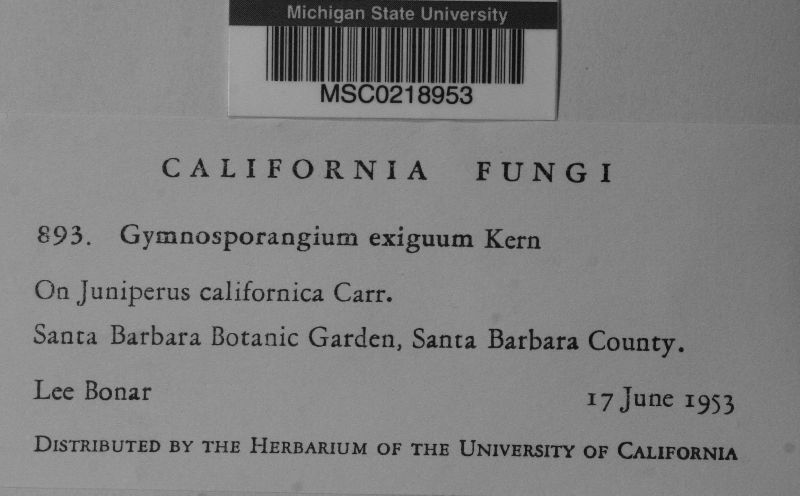 Michigan State University
MSC0218953
CALIFORNIA FUNGI
893. Gymnosporangium exiguum Kern
On Juniperus californica Carr.
Santa Barbara Botanic Garden, Santa Barbara County.
Lee Bonar 17 June 1953
DISTRIBUTED BY THE HERBARIUM OF THE UNIVERSITY OF CALIFORNIA